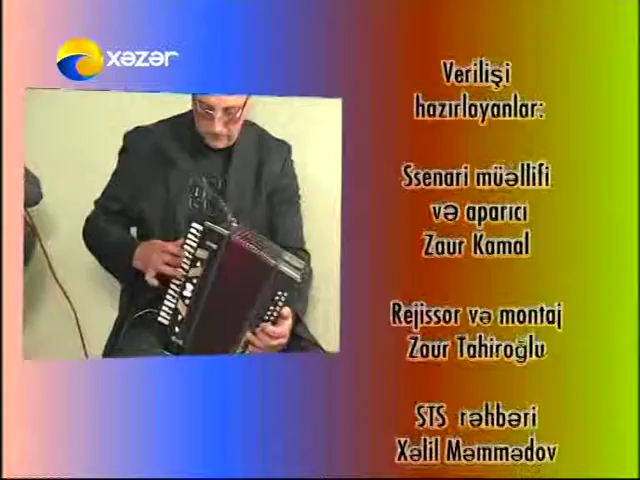 xəzər
Verilişi
hazırlayanlar:
Ssenari müəllifi
və aparıcı
Zaur Kamal
Rejissor və montaj
Zaur Tahiroğlu
STS rəhbəri
Xəlil Məmmədov